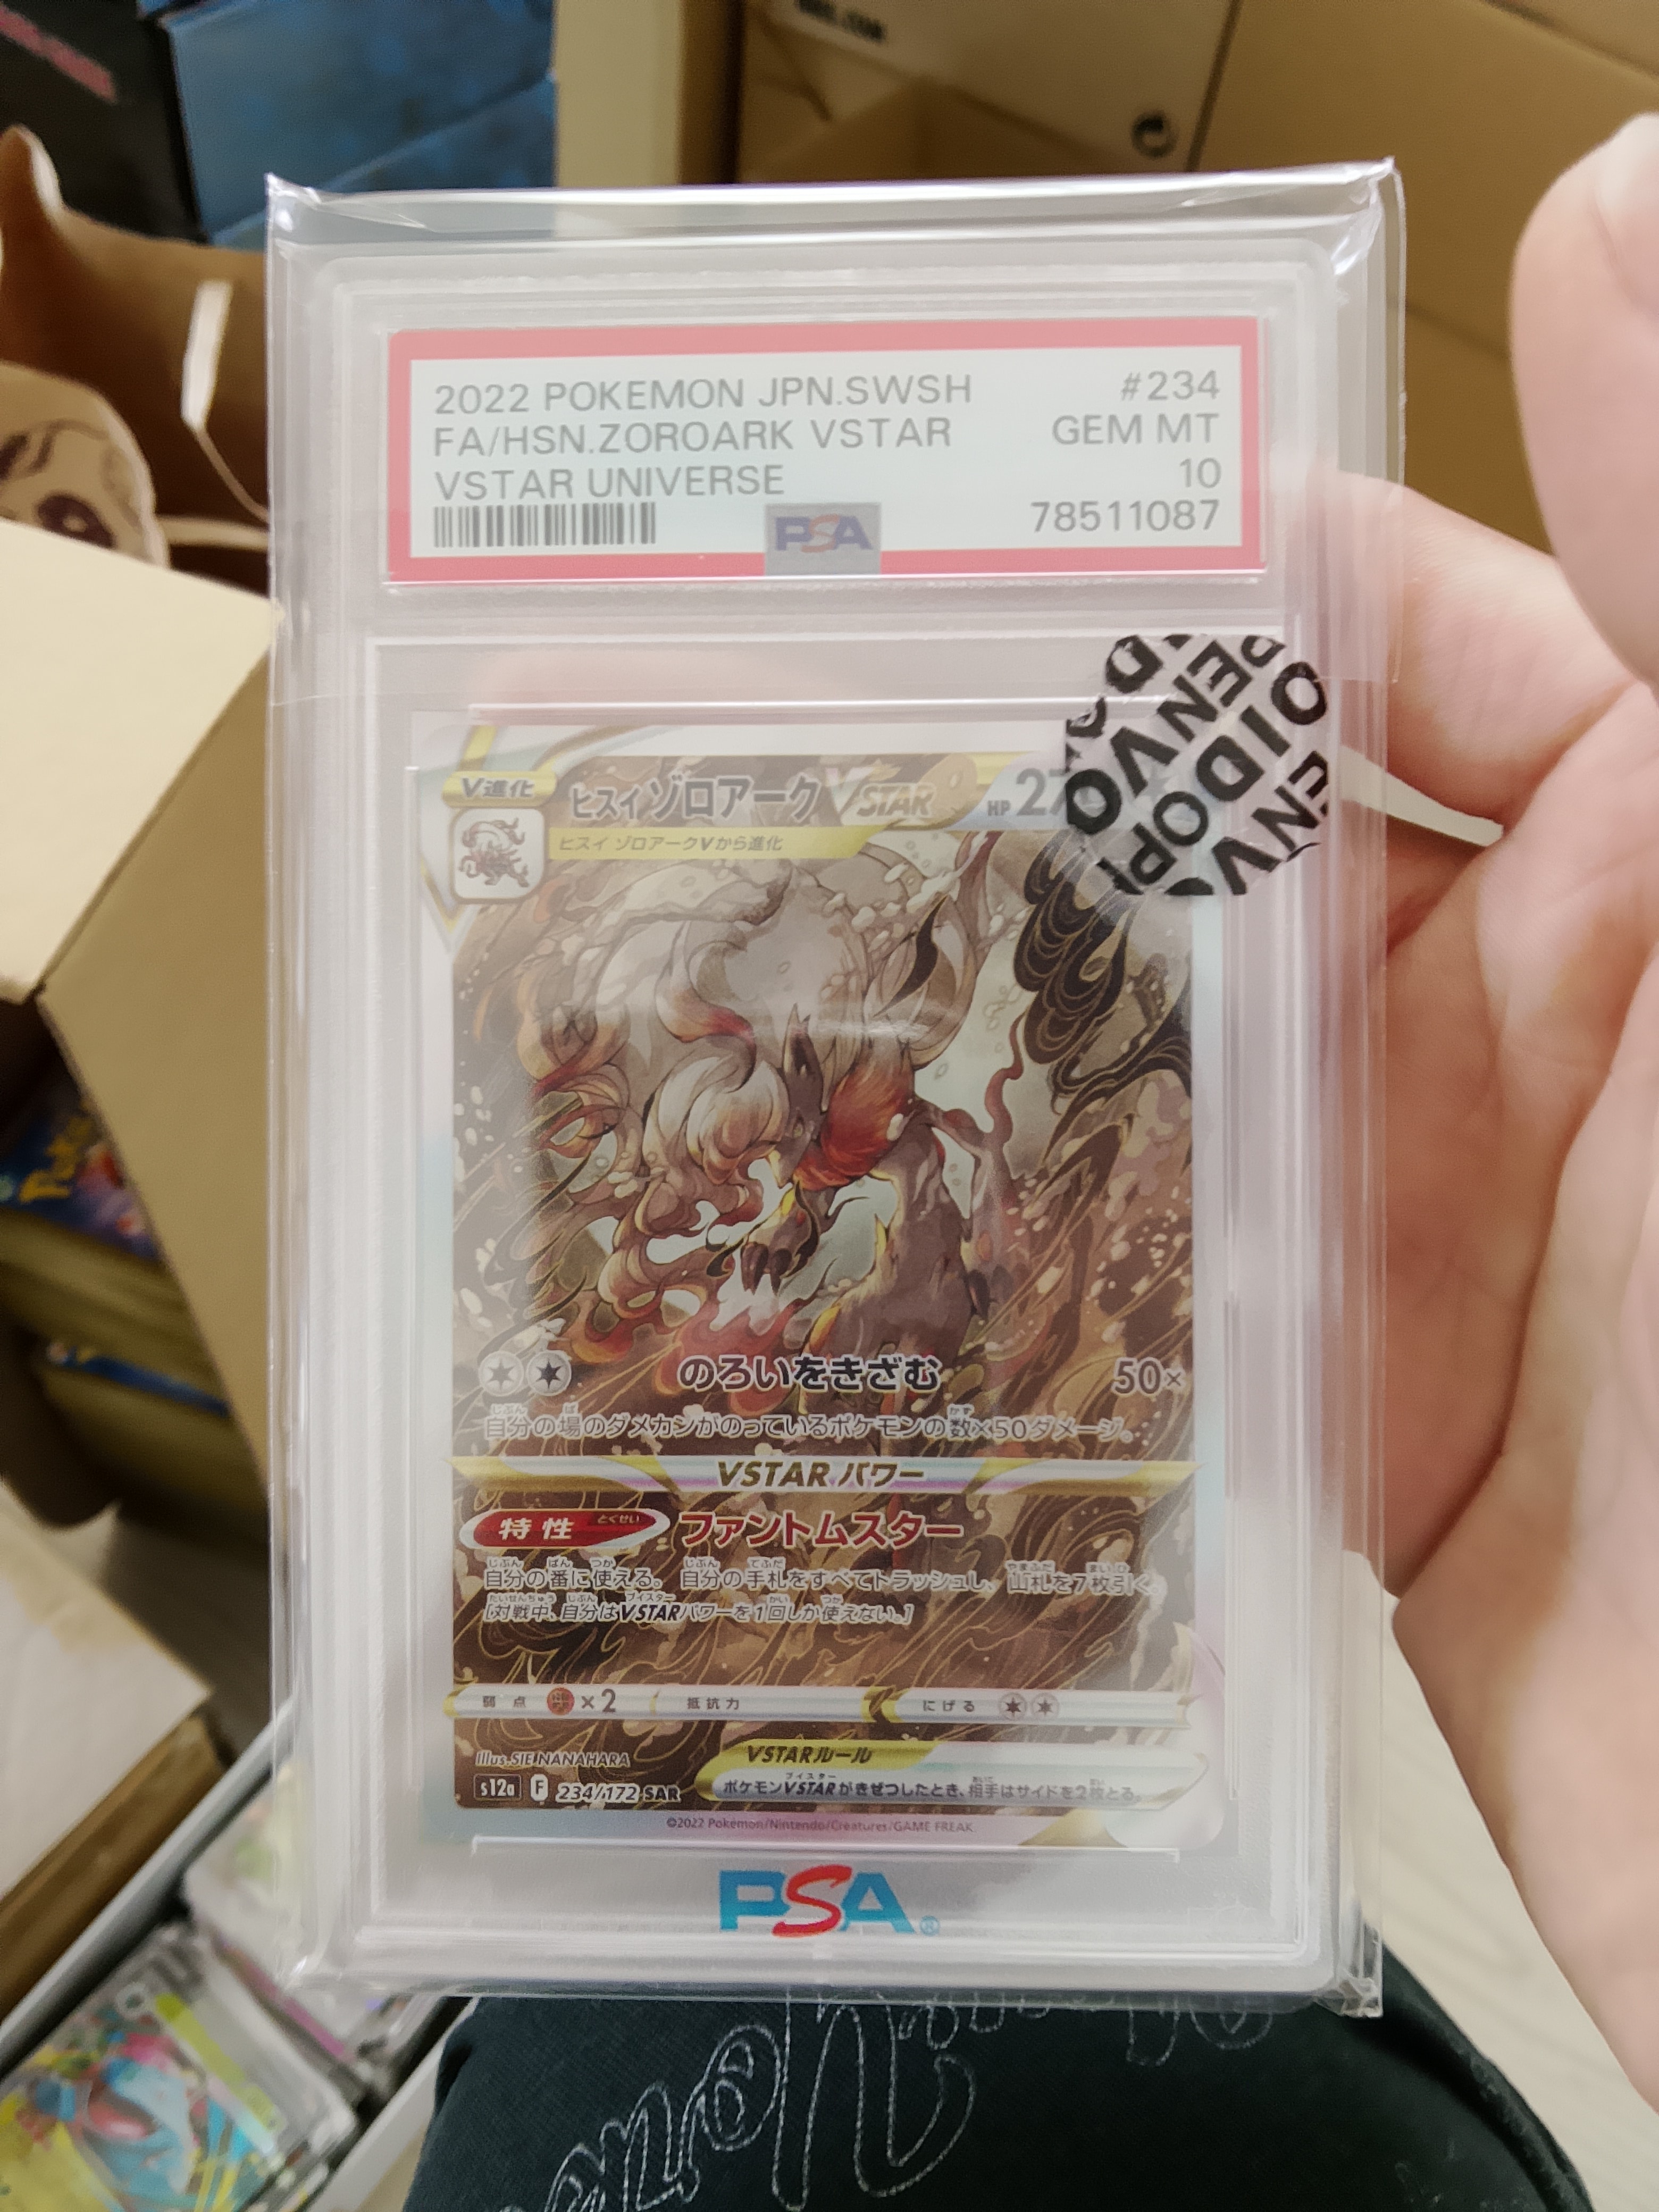 2022 POKEMON JPN.SWSH #234
FA/HSN.ZOROARK VSTAR GEM MT
VSTAR UNIVERSE 10
PSA 78511087
OPEN VOID
V進化
ヒスイ ゾロアーク VSTAR HP 27
ヒスイ ゾロアークVから進化
のろいをきざむ 50×
自分の場のダメカンがのっているポケモンの数×50ダメージ。
VSTARパワー
特性 ファントムスター
自分の番に使える。自分の手札をすべてトラッシュし、山札を7枚引く。
[対戦中、自分はVSTARパワーを1回しか使えない。]
弱点 ×2 抵抗力 にげる
Illus. SIE NANAHARA
VSTARルール
s12a F 234/172 SAR
ポケモンVSTARがきぜつしたとき、相手はサイドを2枚とる。
©2022 Pokémon/Nintendo/Creatures/GAME FREAK
PSA®